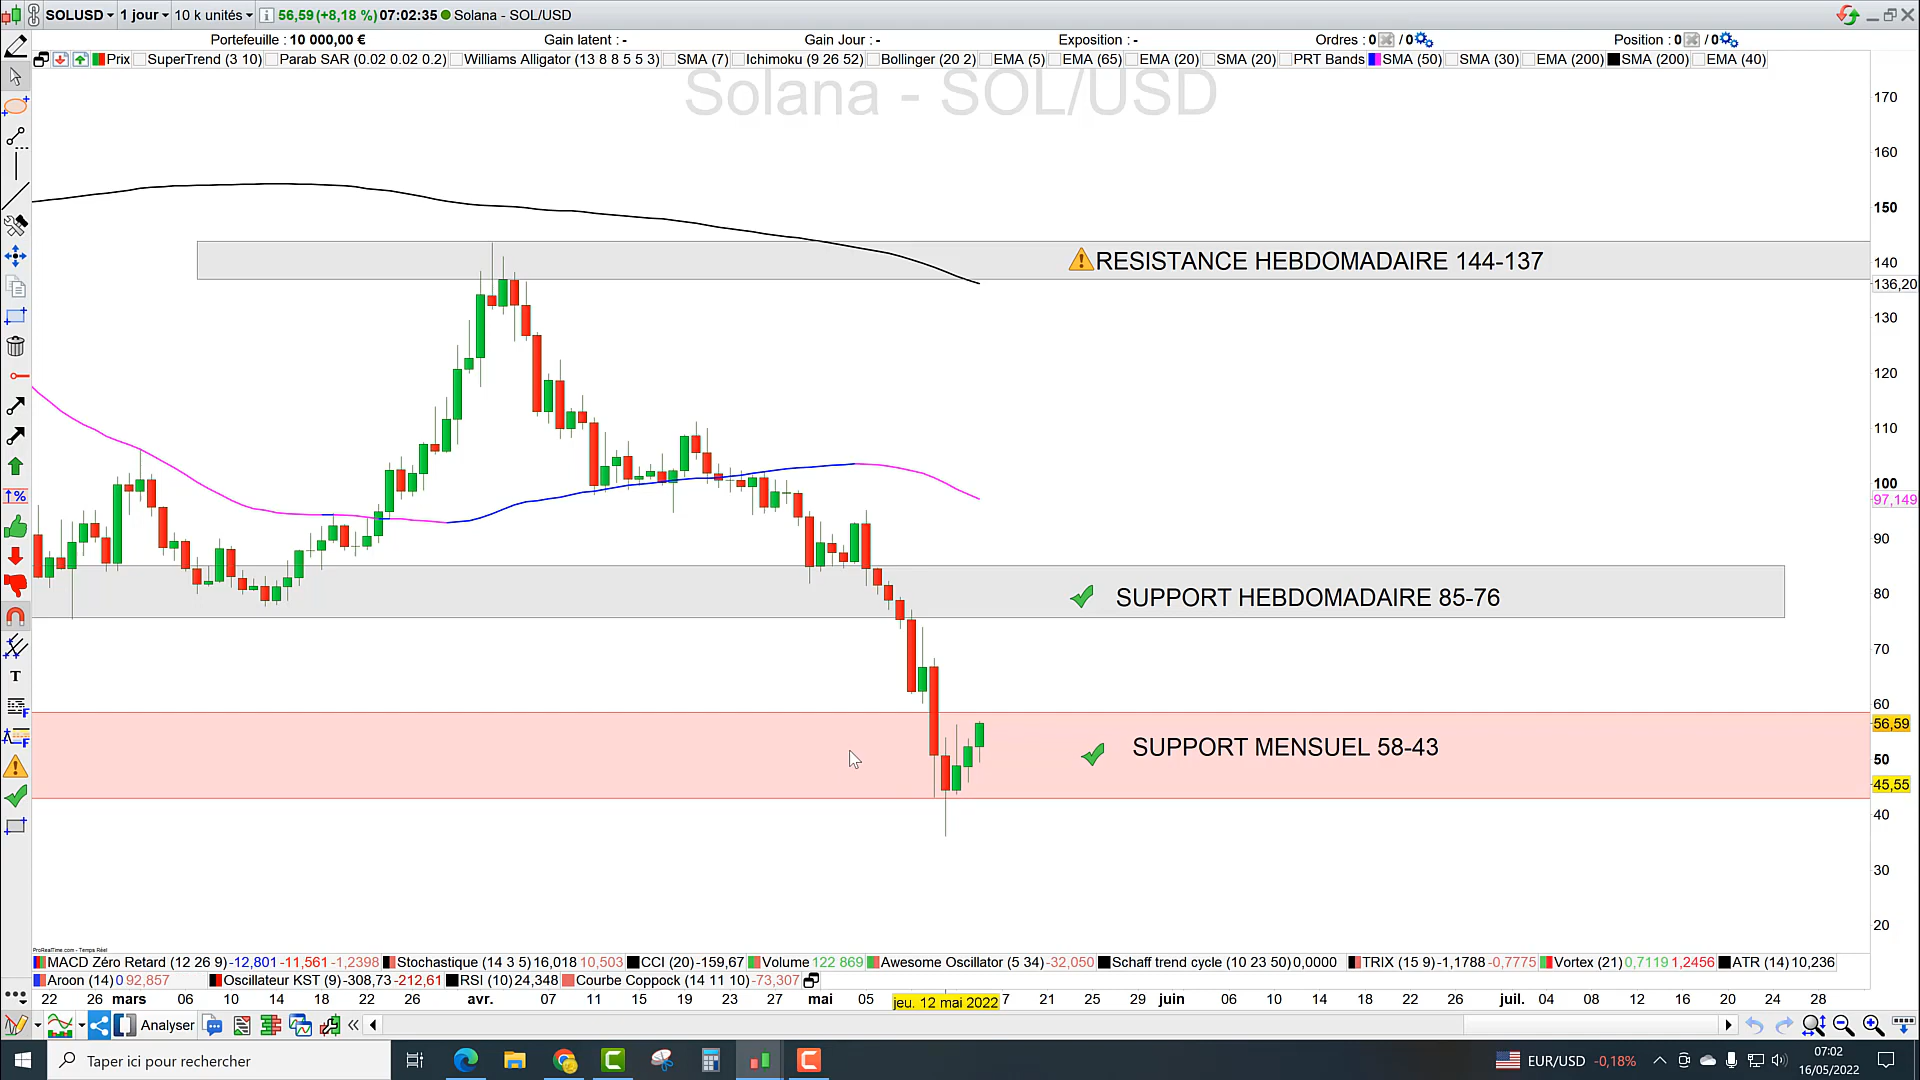 SOLUSD 1 jour 10 k unités 56,59 (+8,18 %) 07:02:35 Solana - SOL/USD
Portefeuille : 10 000,00 € Gain latent : - Gain Jour : - Exposition : - Ordres : 0 / 0 Position : 0 / 0
Prix SuperTrend (3 10) Parab SAR (0.02 0.02 0.2) Williams Alligator (13 8 8 5 5 3) SMA (7) Ichimoku (9 26 52) Bollinger (20 2) EMA (5) EMA (65) EMA (20) SMA (20) PRT Bands SMA (50) SMA (30) EMA (200) SMA (200) EMA (40)
Solana - SOL/USD
170
160
150
RESISTANCE HEBDOMADAIRE 144-137
140
136,20
130
120
110
100
97,149
90
80
SUPPORT HEBDOMADAIRE 85-76
70
60
56,59
SUPPORT MENSUEL 58-43
50
45,55
40
30
20
ProRealTime.com - Temps Réel
MACD Zéro Retard (12 26 9) -12,801 -11,561 -1,2398 Stochastique (14 3 5) 16,018 10,503 CCI (20) -159,67 Volume 122 869 Awesome Oscillator (5 34) -32,050 Schaff trend cycle (10 23 50) 0,0000 TRIX (15 9) -1,1788 -0,7775 Vortex (21) 0,7119 1,2456 ATR (14) 10,236
Aroon (14) 0 92,857 Oscillateur KST (9) -308,73 -212,61 RSI (10) 24,348 Courbe Coppock (14 11 10) -73,307
22 26 mars 06 10 14 18 22 26 avr. 07 11 15 19 23 27 mai 05 jeu. 12 mai 2022 7 21 25 29 juin 06 10 14 18 22 26 juil. 04 08 12 16 20 24 28
Analyser
Taper ici pour rechercher
EUR/USD -0,18%
07:02
16/05/2022